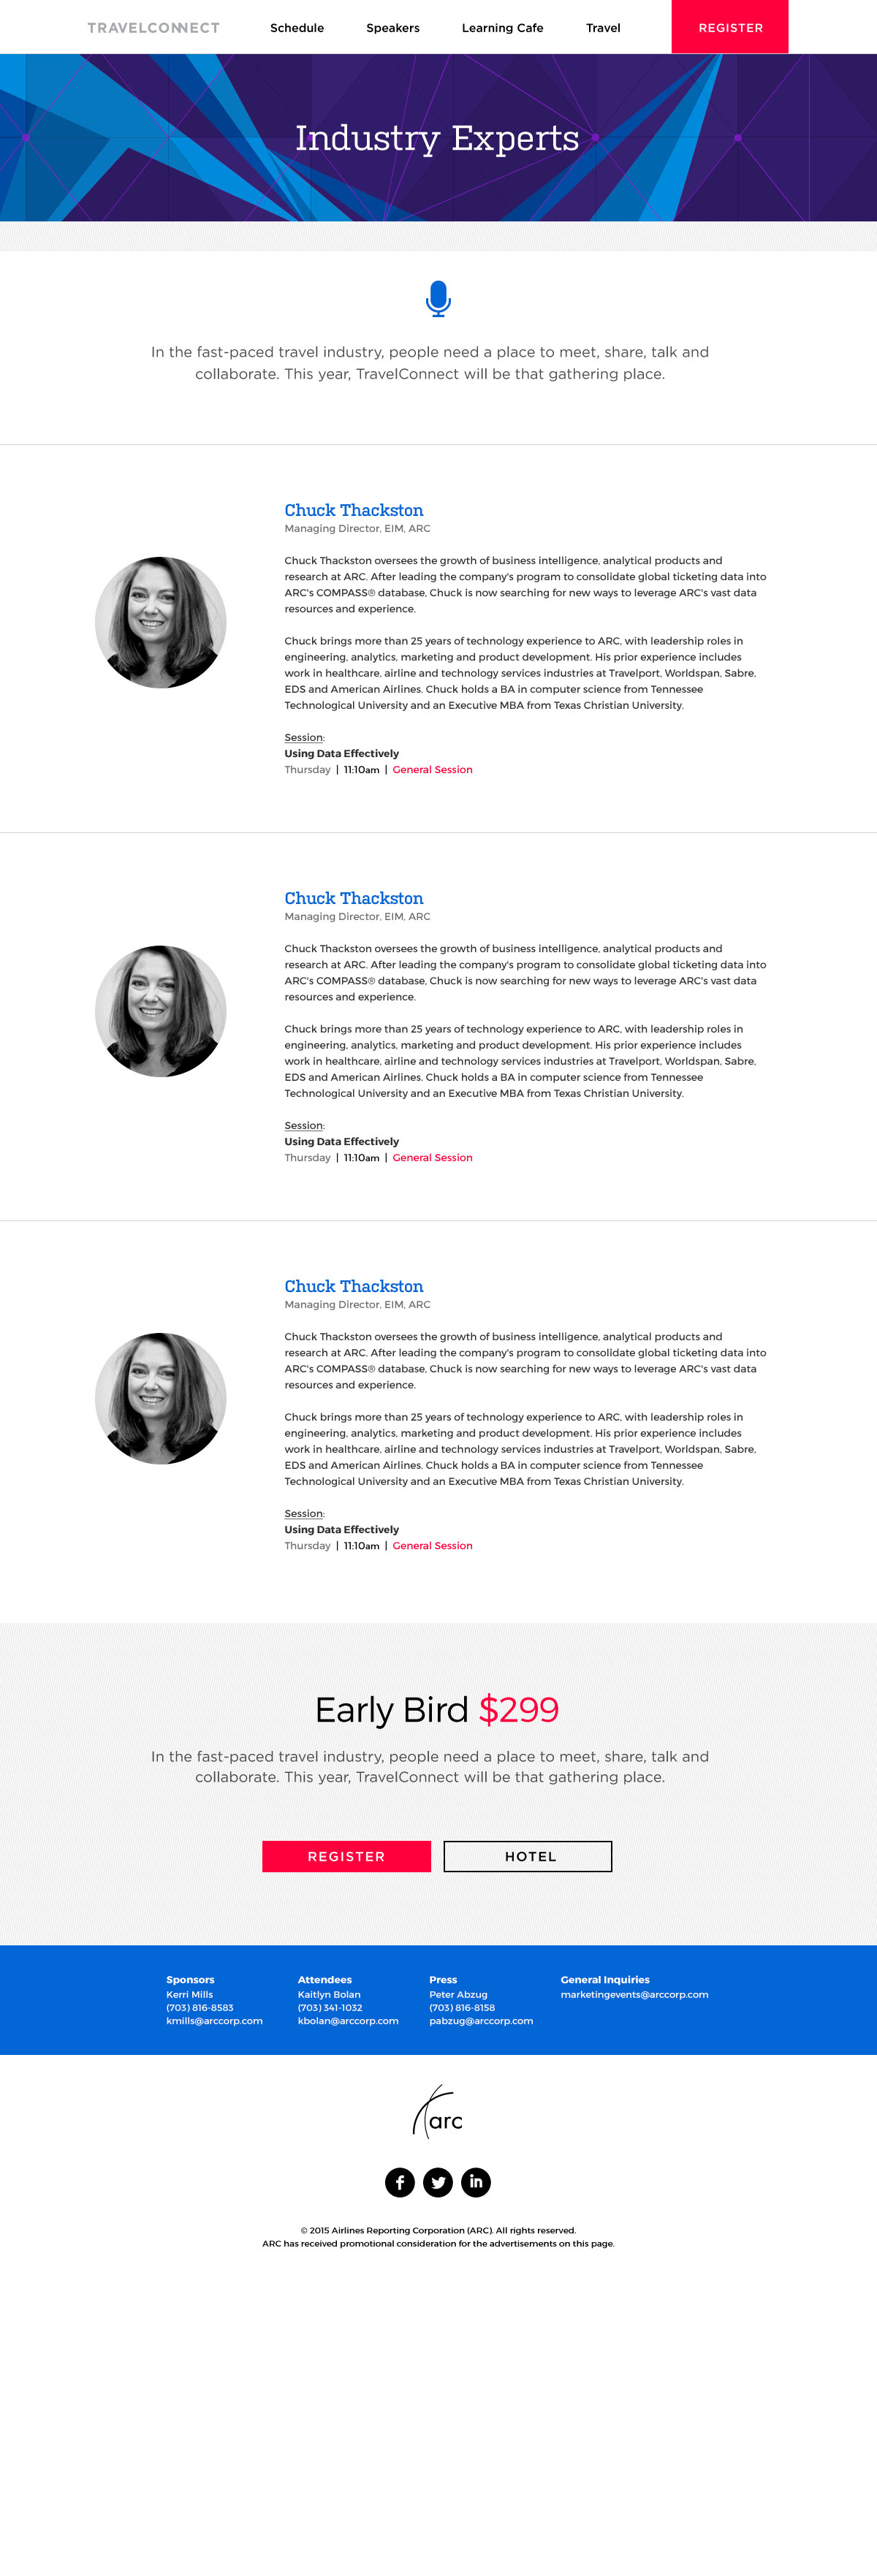 TRAVELCONNECT
Schedule
Speakers
Learning Cafe
Travel
REGISTER
Industry Experts
In the fast-paced travel industry, people need a place to meet, share, talk and
collaborate. This year, TravelConnect will be that gathering place.
Chuck Thackston
Managing Director, EIM, ARC
Chuck Thackston oversees the growth of business intelligence, analytical products and
research at ARC. After leading the company's program to consolidate global ticketing data into
ARC's COMPASS® database, Chuck is now searching for new ways to leverage ARC's vast data
resources and experience.
Chuck brings more than 25 years of technology experience to ARC, with leadership roles in
engineering, analytics, marketing and product development. His prior experience includes
work in healthcare, airline and technology services industries at Travelport, Worldspan, Sabre,
EDS and American Airlines. Chuck holds a BA in computer science from Tennessee
Technological University and an Executive MBA from Texas Christian University.
Session:
Using Data Effectively
Thursday | 11:10am | General Session
Chuck Thackston
Managing Director, EIM, ARC
Chuck Thackston oversees the growth of business intelligence, analytical products and
research at ARC. After leading the company's program to consolidate global ticketing data into
ARC's COMPASS® database, Chuck is now searching for new ways to leverage ARC's vast data
resources and experience.
Chuck brings more than 25 years of technology experience to ARC, with leadership roles in
engineering, analytics, marketing and product development. His prior experience includes
work in healthcare, airline and technology services industries at Travelport, Worldspan, Sabre,
EDS and American Airlines. Chuck holds a BA in computer science from Tennessee
Technological University and an Executive MBA from Texas Christian University.
Session:
Using Data Effectively
Thursday | 11:10am | General Session
Chuck Thackston
Managing Director, EIM, ARC
Chuck Thackston oversees the growth of business intelligence, analytical products and
research at ARC. After leading the company's program to consolidate global ticketing data into
ARC's COMPASS® database, Chuck is now searching for new ways to leverage ARC's vast data
resources and experience.
Chuck brings more than 25 years of technology experience to ARC, with leadership roles in
engineering, analytics, marketing and product development. His prior experience includes
work in healthcare, airline and technology services industries at Travelport, Worldspan, Sabre,
EDS and American Airlines. Chuck holds a BA in computer science from Tennessee
Technological University and an Executive MBA from Texas Christian University.
Session:
Using Data Effectively
Thursday | 11:10am | General Session
Early Bird $299
In the fast-paced travel industry, people need a place to meet, share, talk and
collaborate. This year, TravelConnect will be that gathering place.
REGISTER
HOTEL
Sponsors
Kerri Mills
(703) 816-8583
kmills@arccorp.com
Attendees
Kaitlyn Bolan
(703) 341-1032
kbolan@arccorp.com
Press
Peter Abzug
(703) 816-8158
pabzug@arccorp.com
General Inquiries
marketingevents@arccorp.com
arc
f
in
© 2015 Airlines Reporting Corporation (ARC). All rights reserved.
ARC has received promotional consideration for the advertisements on this page.